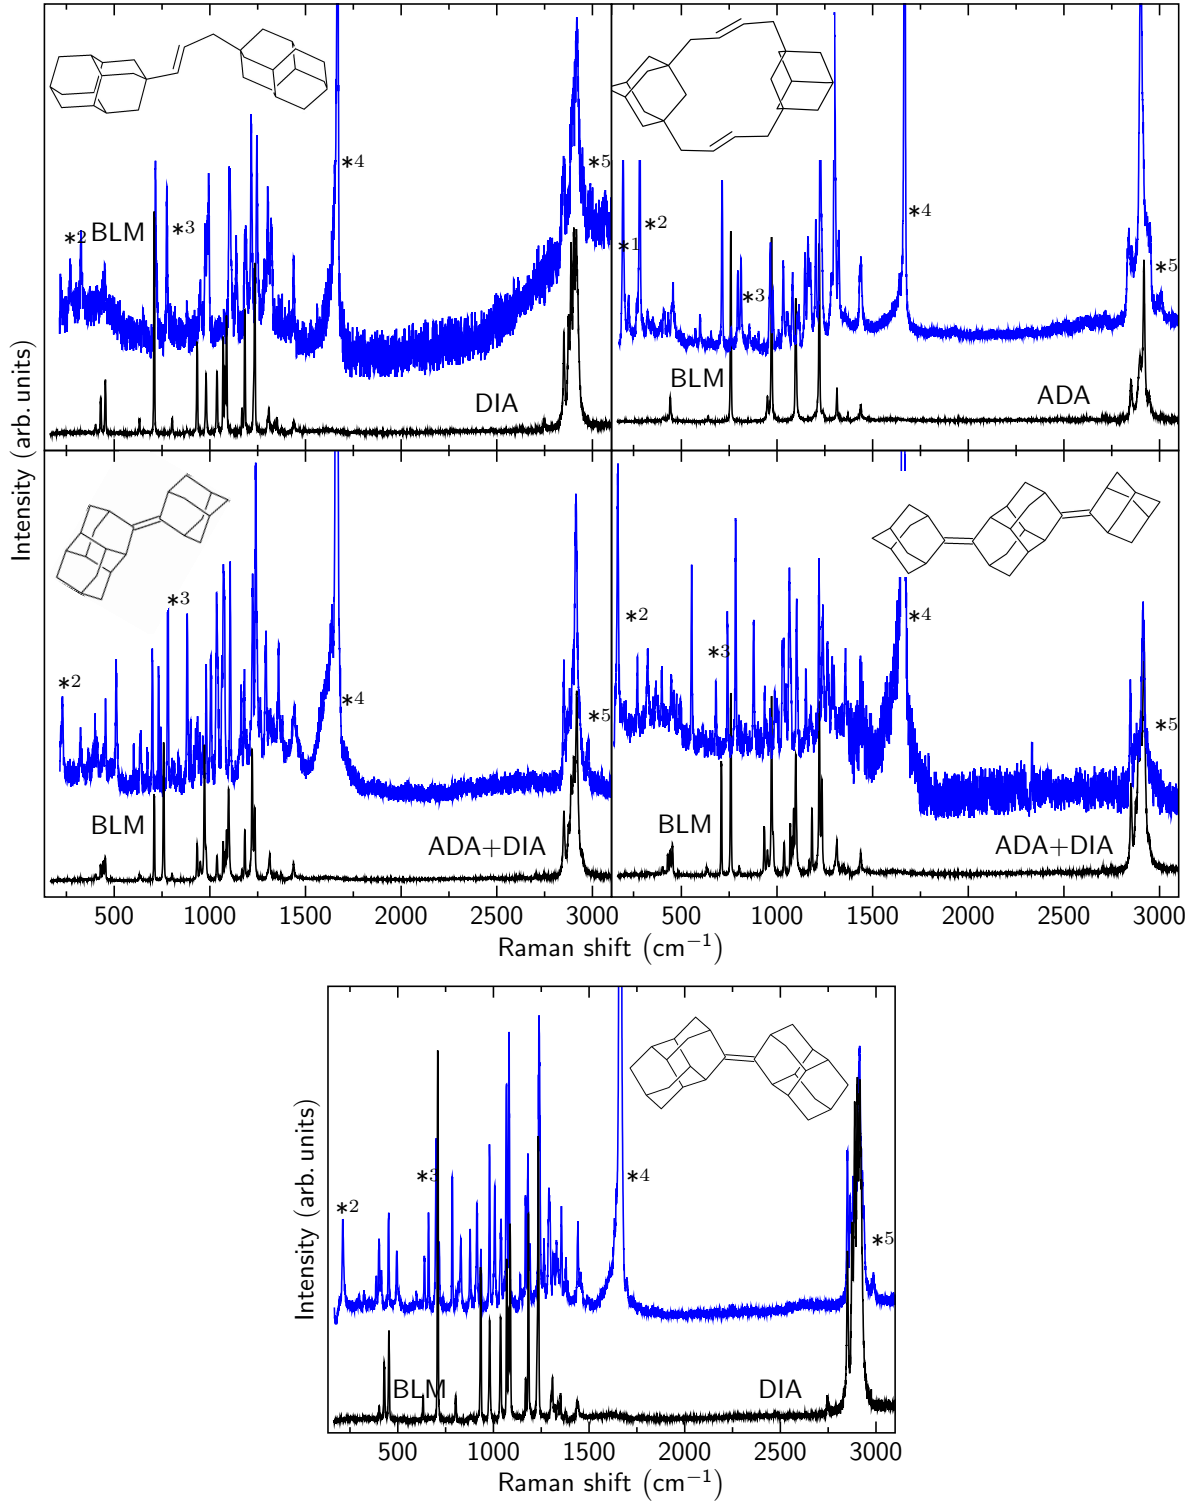 *4
*5
BLM
*3
*2
DIA
*2
*1
*4
*5
*3
BLM
ADA
Intensity (arb. units)
*3
*2
*4
*5
BLM
ADA+DIA
*2
*3
*4
*5
BLM
ADA+DIA
500 1000 1500 2000 2500 3000 500 1000 1500 2000 2500 3000
Raman shift (cm−1) Raman shift (cm−1)
*3
*4
*2
*5
BLM
DIA
Intensity (arb. units)
500 1000 1500 2000 2500 3000
Raman shift (cm−1)